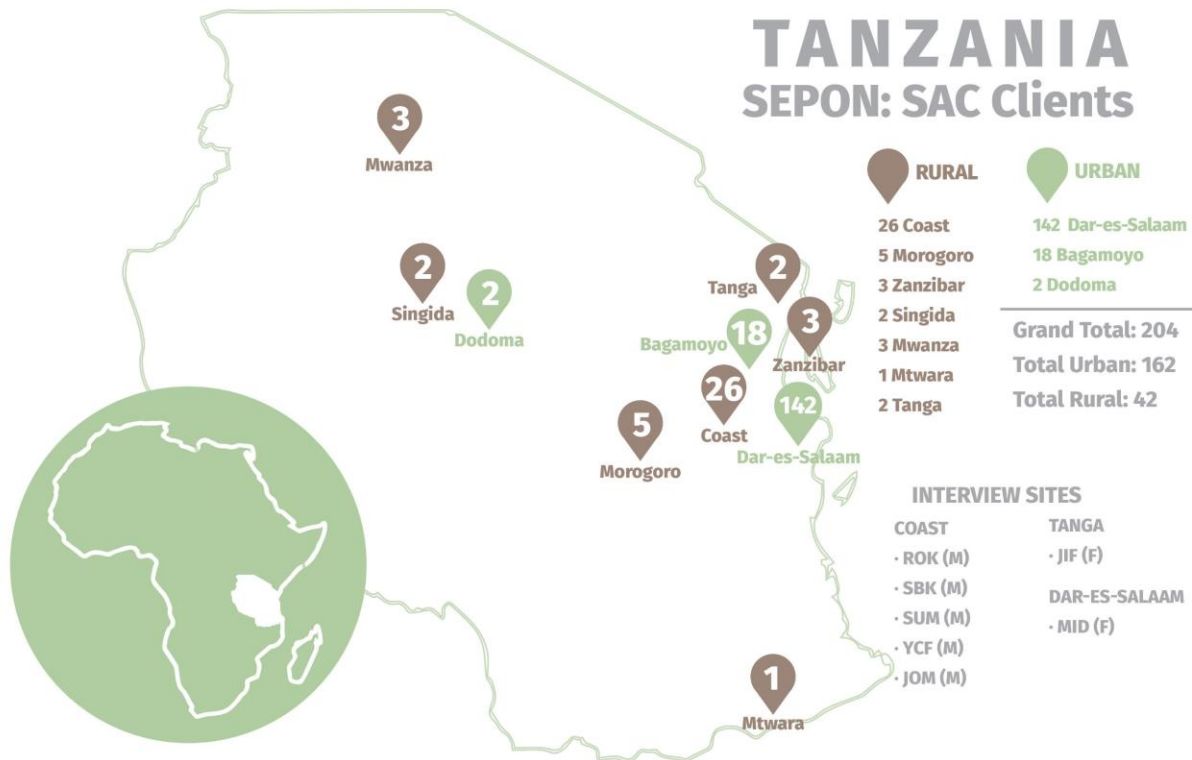 TANZANIA
SEPON: SAC Clients
3
Mwanza
2
Singida
2
Dodoma
2
Tanga
18
Bagamoyo
3
Zanzibar
26
Coast
142
Dar-es-Salaam
5
Morogoro
1
Mtwara
RURAL
26 Coast
5 Morogoro
3 Zanzibar
2 Singida
3 Mwanza
1 Mtwara
2 Tanga
URBAN
142 Dar-es-Salaam
18 Bagamoyo
2 Dodoma
Grand Total: 204
Total Urban: 162
Total Rural: 42
INTERVIEW SITES
COAST
· ROK (M)
· SBK (M)
· SUM (M)
· YCF (M)
· JOM (M)
TANGA
· JIF (F)
DAR-ES-SALAAM
· MID (F)